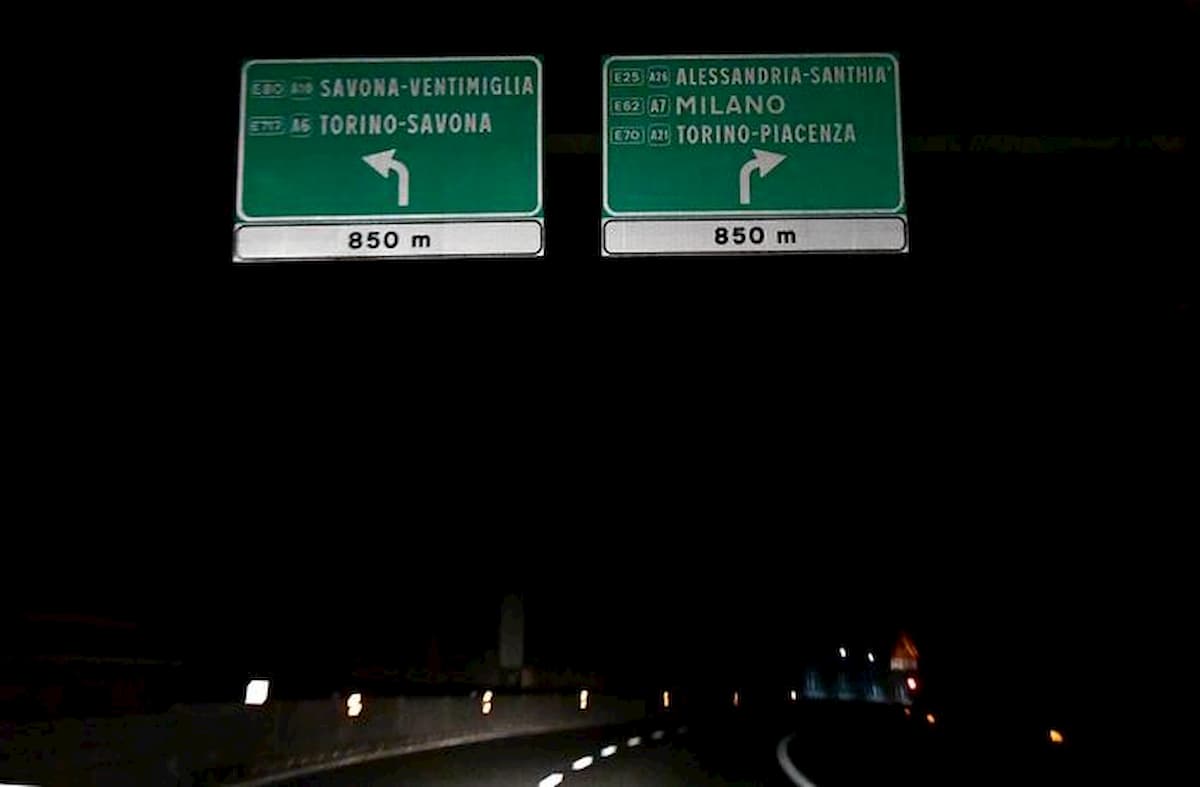 E80 A10 SAVONA-VENTIMIGLIA
E717 A6 TORINO-SAVONA
850 m
E25 A26 ALESSANDRIA-SANTHIA'
E62 A7 MILANO
E70 A21 TORINO-PIACENZA
850 m